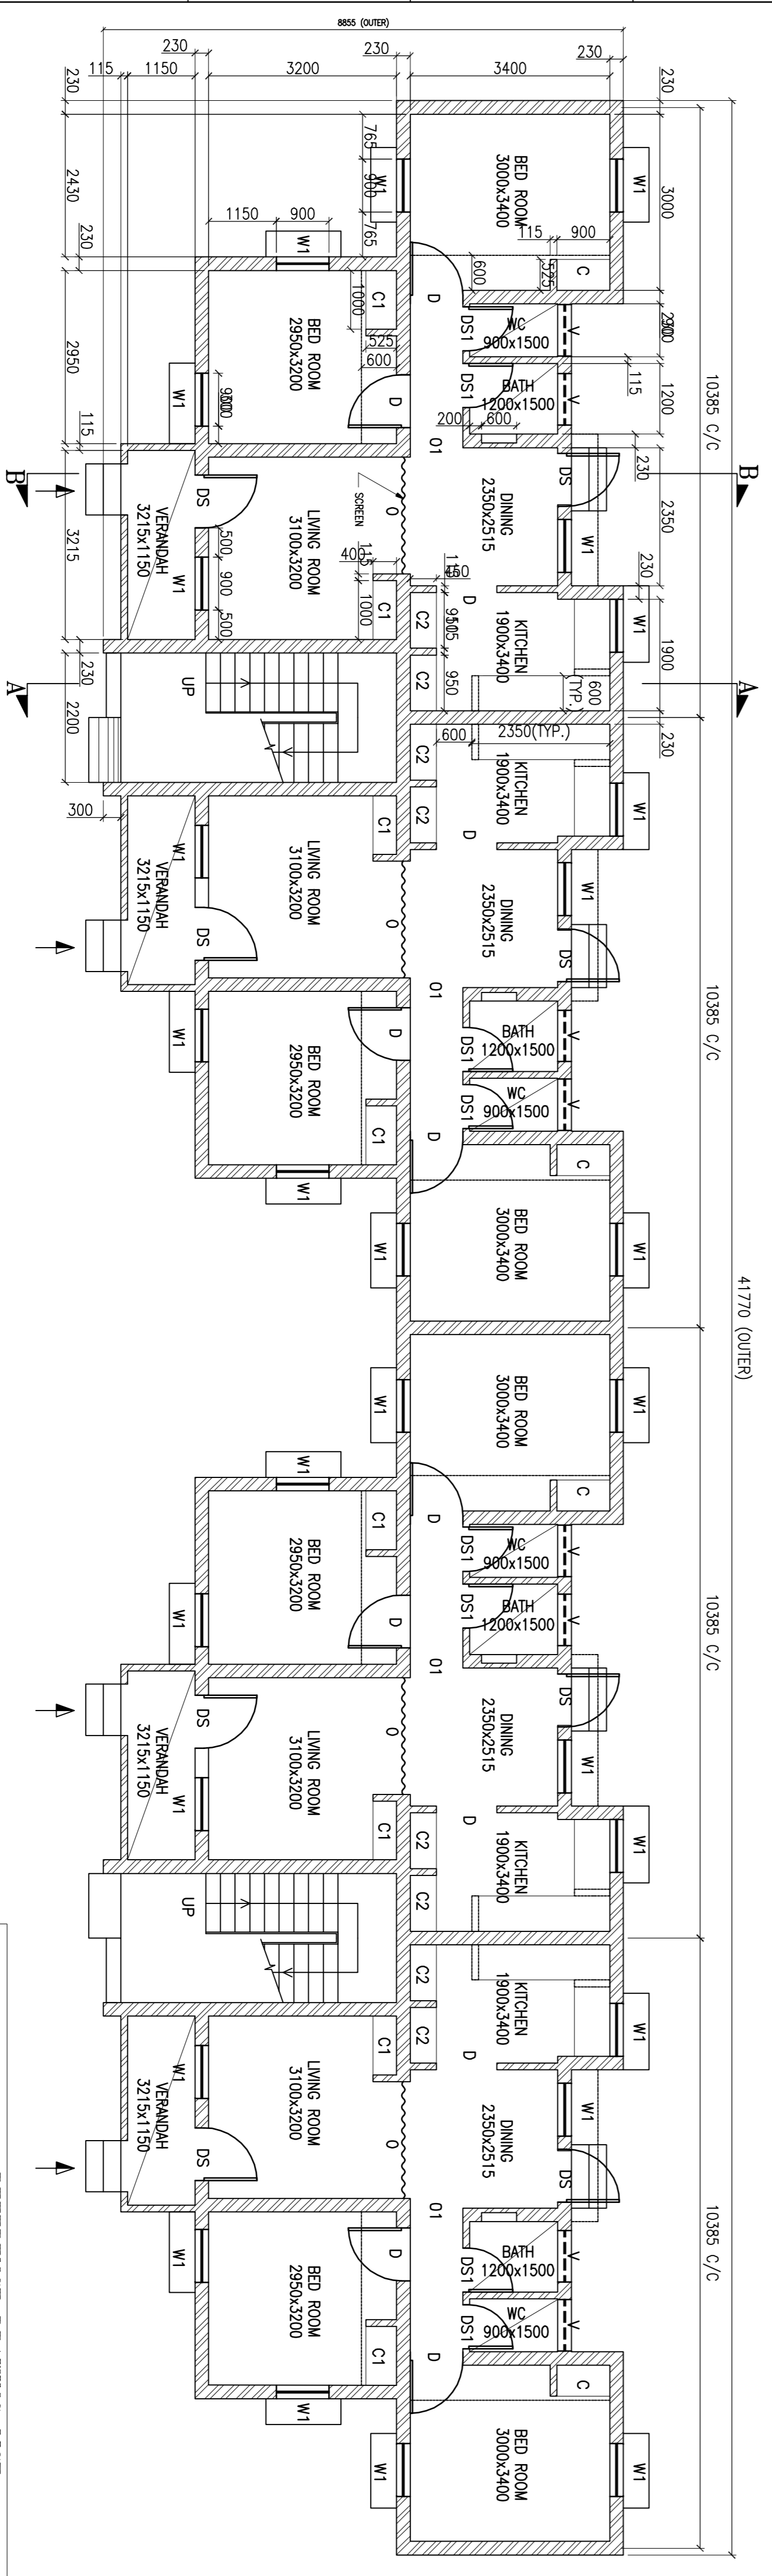 8855 (OUTER)
230
115
1150
3200
230
3400
230
230
2430
230
2950
115
3215
230
2200
300
230
3000
1200
230
2350
230
1900
230
115
10385 C/C
10385 C/C
10385 C/C
10385 C/C
41770 (OUTER)
BED ROOM
3000x3400
W1
W1
765
900
765
115
900
C
525
600
D
1150
900
W1
C1
1000
525
600
BED ROOM
2950x3200
D
W1
WC
900x1500
DS1
V
BATH
1200x1500
DS1
V
200
600
O1
B
B
DS
DINING
2350x2515
W1
O
SCREEN
LIVING ROOM
3100x3200
DS
500
900
500
W1
VERANDAH
3215x1150
400
115
1000
C1
450
D
C2
C2
950
KITCHEN
1900x3400
W1
600
(TYP.)
A
A
UP
600
2350(TYP.)
KITCHEN
1900x3400
W1
C2
C2
D
C1
LIVING ROOM
3100x3200
W1
VERANDAH
3215x1150
DS
DINING
2350x2515
W1
DS
O
O1
BED ROOM
2950x3200
D
C1
W1
W1
BATH
1200x1500
DS1
V
WC
900x1500
DS1
V
D
C
BED ROOM
3000x3400
W1
W1
BED ROOM
3000x3400
W1
W1
C
D
W1
C1
BED ROOM
2950x3200
D
W1
WC
900x1500
DS1
V
BATH
1200x1500
DS1
V
O1
DS
DINING
2350x2515
W1
O
LIVING ROOM
3100x3200
DS
W1
VERANDAH
3215x1150
C1
D
C2
C2
KITCHEN
1900x3400
W1
UP
KITCHEN
1900x3400
W1
C2
C2
D
C1
LIVING ROOM
3100x3200
W1
VERANDAH
3215x1150
DS
DINING
2350x2515
W1
DS
O
O1
BED ROOM
2950x3200
D
C1
W1
W1
BATH
1200x1500
DS1
V
WC
900x1500
DS1
V
D
C
BED ROOM
3000x3400
W1
W1